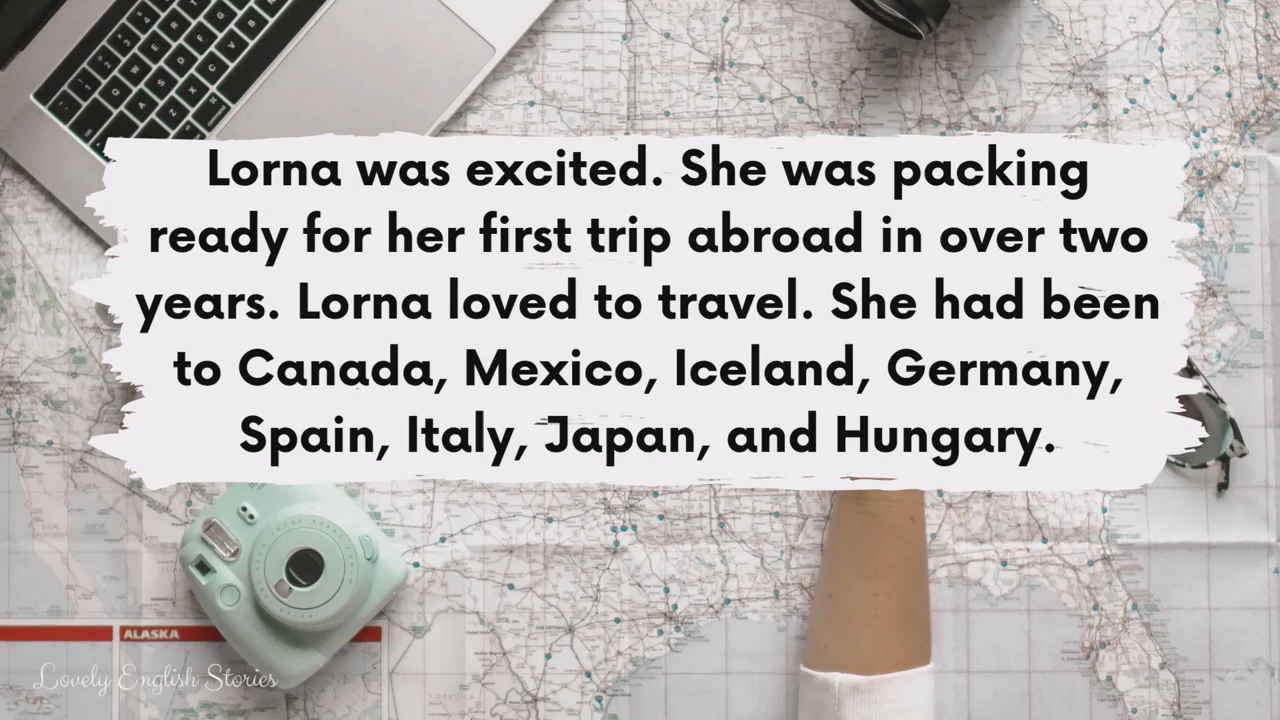 Lorna was excited. She was packing
ready for her first trip abroad in over two
years. Lorna loved to travel. She had been
to Canada, Mexico, Iceland, Germany,
Spain, Italy, Japan, and Hungary.
ALASKA
Lovely English Stories